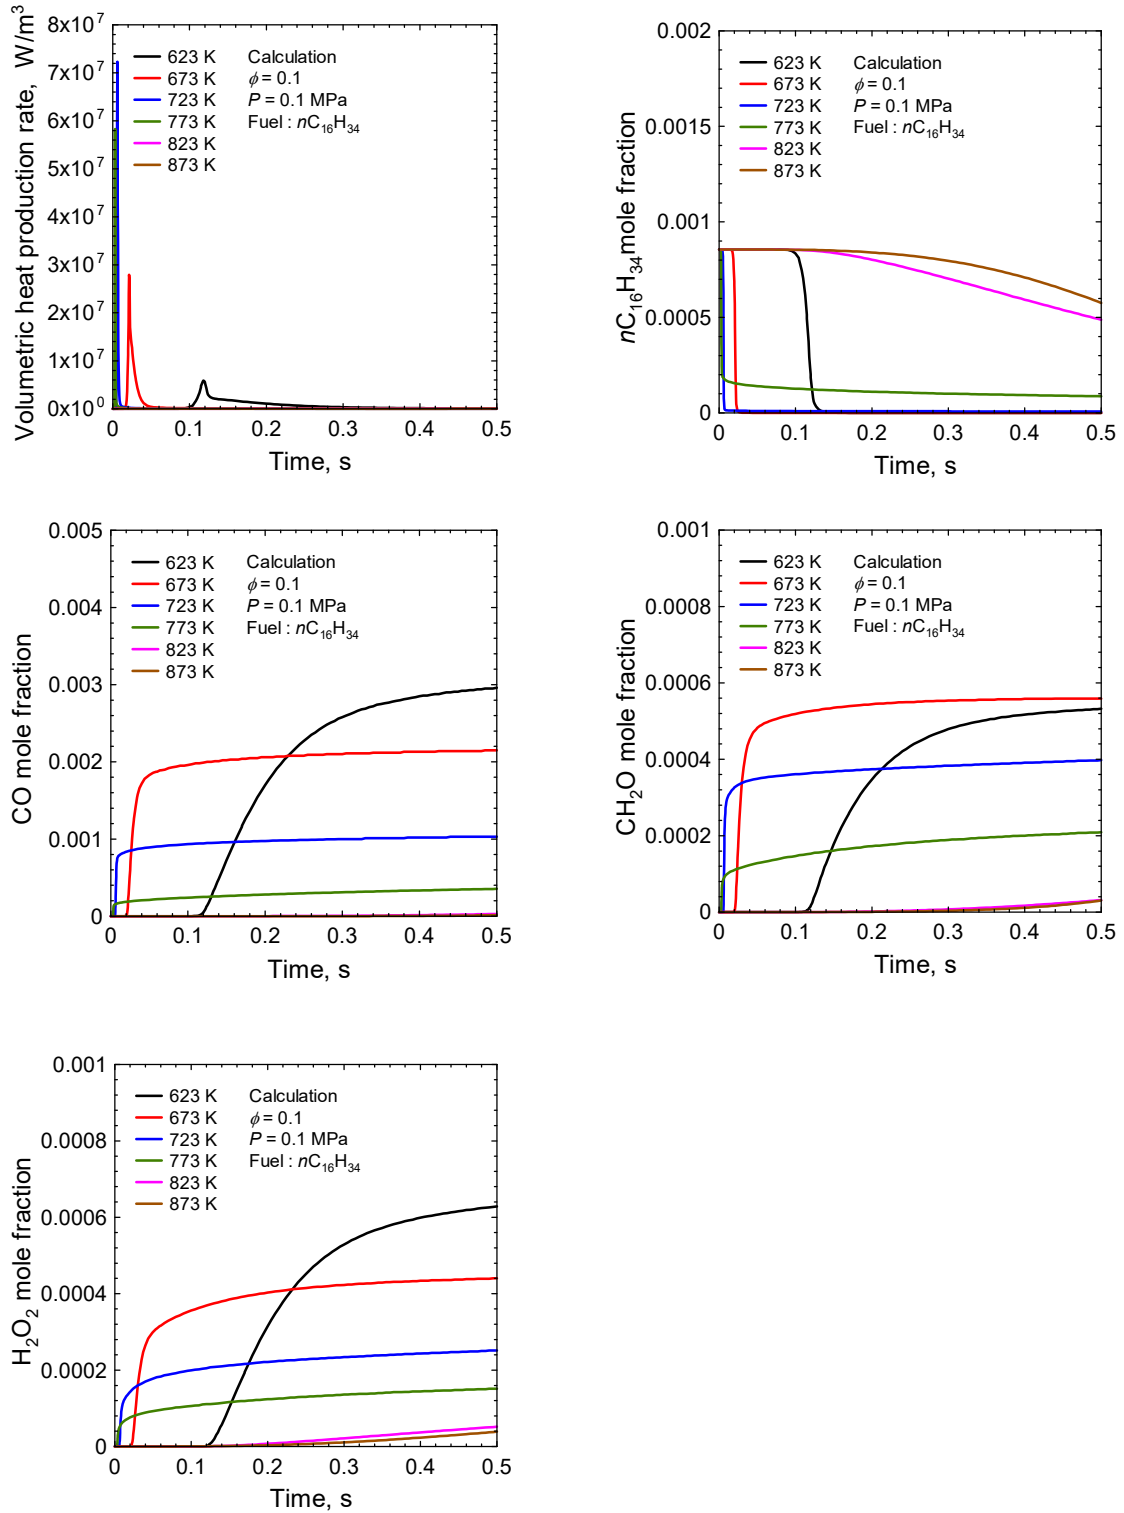 Volumetric heat production rate, W/m³
8x10⁷
7x10⁷
6x10⁷
5x10⁷
4x10⁷
3x10⁷
2x10⁷
1x10⁷
0x10⁰
623 K Calculation
673 K ϕ = 0.1
723 K P = 0.1 MPa
773 K Fuel : nC₁₆H₃₄
823 K
873 K
0 0.1 0.2 0.3 0.4 0.5
Time, s
nC₁₆H₃₄ mole fraction
0.002
0.0015
0.001
0.0005
0
623 K Calculation
673 K ϕ = 0.1
723 K P = 0.1 MPa
773 K Fuel : nC₁₆H₃₄
823 K
873 K
0 0.1 0.2 0.3 0.4 0.5
Time, s
CO mole fraction
0.005
0.004
0.003
0.002
0.001
0
623 K Calculation
673 K ϕ = 0.1
723 K P = 0.1 MPa
773 K Fuel : nC₁₆H₃₄
823 K
873 K
0 0.1 0.2 0.3 0.4 0.5
Time, s
CH₂O mole fraction
0.001
0.0008
0.0006
0.0004
0.0002
0
623 K Calculation
673 K ϕ = 0.1
723 K P = 0.1 MPa
773 K Fuel : nC₁₆H₃₄
823 K
873 K
0 0.1 0.2 0.3 0.4 0.5
Time, s
H₂O₂ mole fraction
0.001
0.0008
0.0006
0.0004
0.0002
0
623 K Calculation
673 K ϕ = 0.1
723 K P = 0.1 MPa
773 K Fuel : nC₁₆H₃₄
823 K
873 K
0 0.1 0.2 0.3 0.4 0.5
Time, s